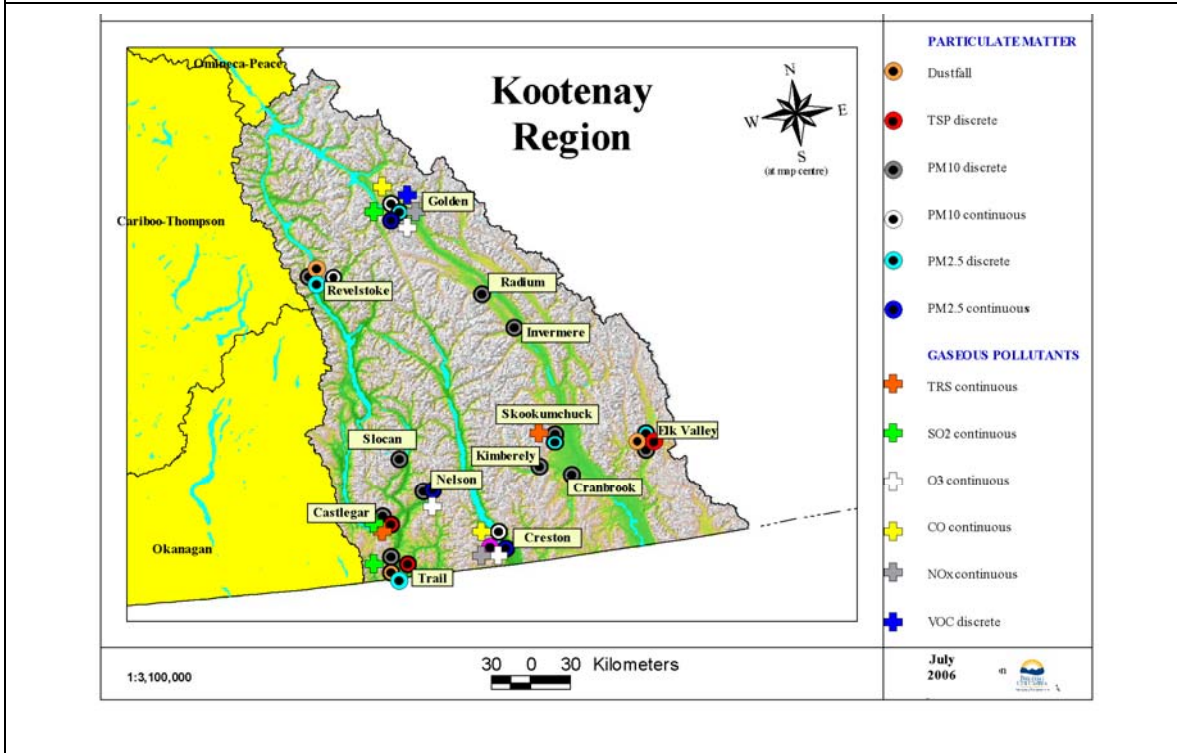 Kootenay
Region
N
W
E
S
(at map centre)
Omineca-Peace
Cariboo-Thompson
Okanagan
Golden
Revelstoke
Radium
Invermere
Skookumchuck
Elk Valley
Slocan
Kimberely
Nelson
Cranbrook
Castlegar
Creston
Trail
PARTICULATE MATTER
Dustfall
TSP discrete
PM10 discrete
PM10 continuous
PM2.5 discrete
PM2.5 continuous
GASEOUS POLLUTANTS
TRS continuous
SO2 continuous
O3 continuous
CO continuous
NOx continuous
VOC discrete
1:3,100,000
30 0 30 Kilometers
July
2006